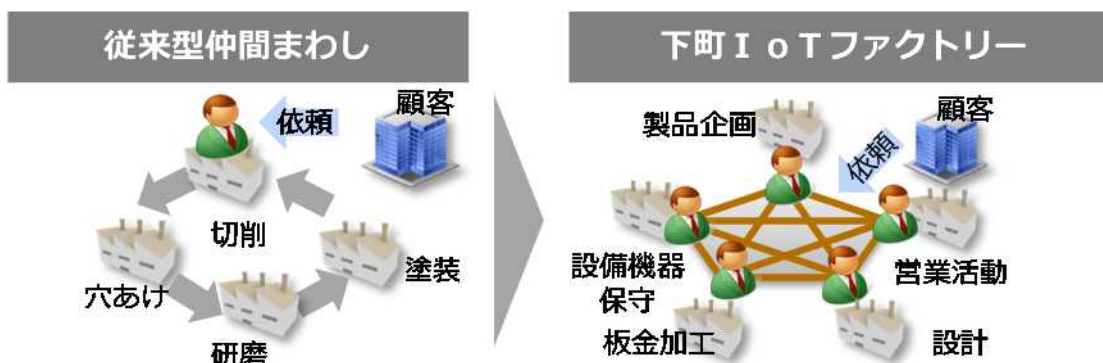 従来型仲間まわし
顧客
依頼
切削
穴あけ
塗装
研磨
下町IoTファクトリー
製品企画
顧客
依頼
設備機器
保守
営業活動
板金加工
設計